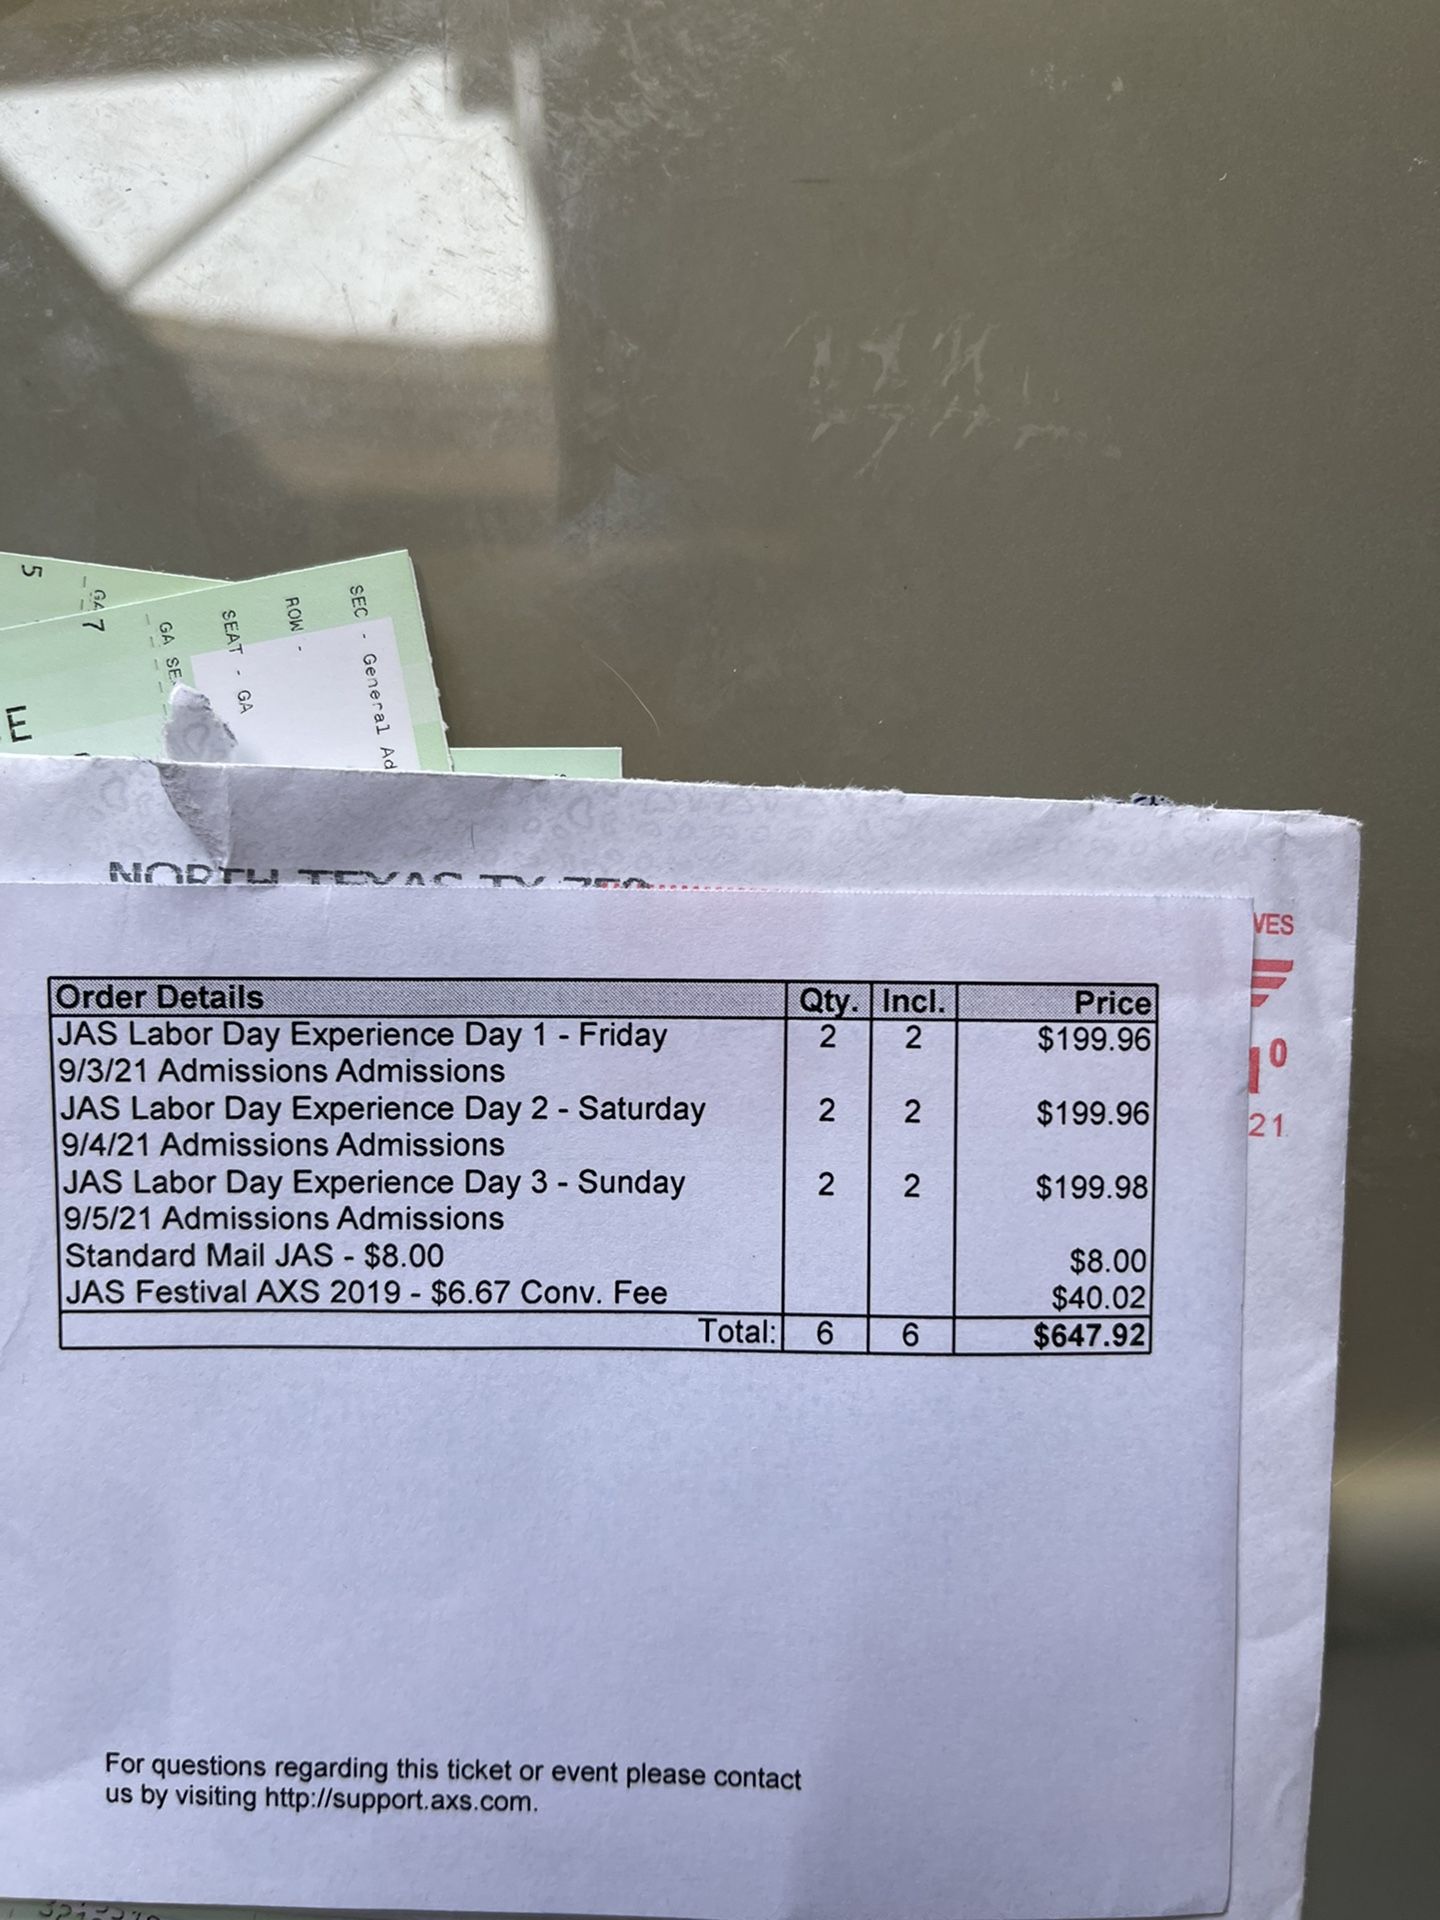 5
GA
7
SEC - General Ad
ROW -
SEAT - GA
GA SE
E
NORTH TEXAS TX 750
VES
21
Order Details Qty. Incl. Price
JAS Labor Day Experience Day 1 - Friday 2 2 $199.96
9/3/21 Admissions Admissions
JAS Labor Day Experience Day 2 - Saturday 2 2 $199.96
9/4/21 Admissions Admissions
JAS Labor Day Experience Day 3 - Sunday 2 2 $199.98
9/5/21 Admissions Admissions
Standard Mail JAS - $8.00 $8.00
JAS Festival AXS 2019 - $6.67 Conv. Fee $40.02
Total: 6 6 $647.92
For questions regarding this ticket or event please contact
us by visiting http://support.axs.com.